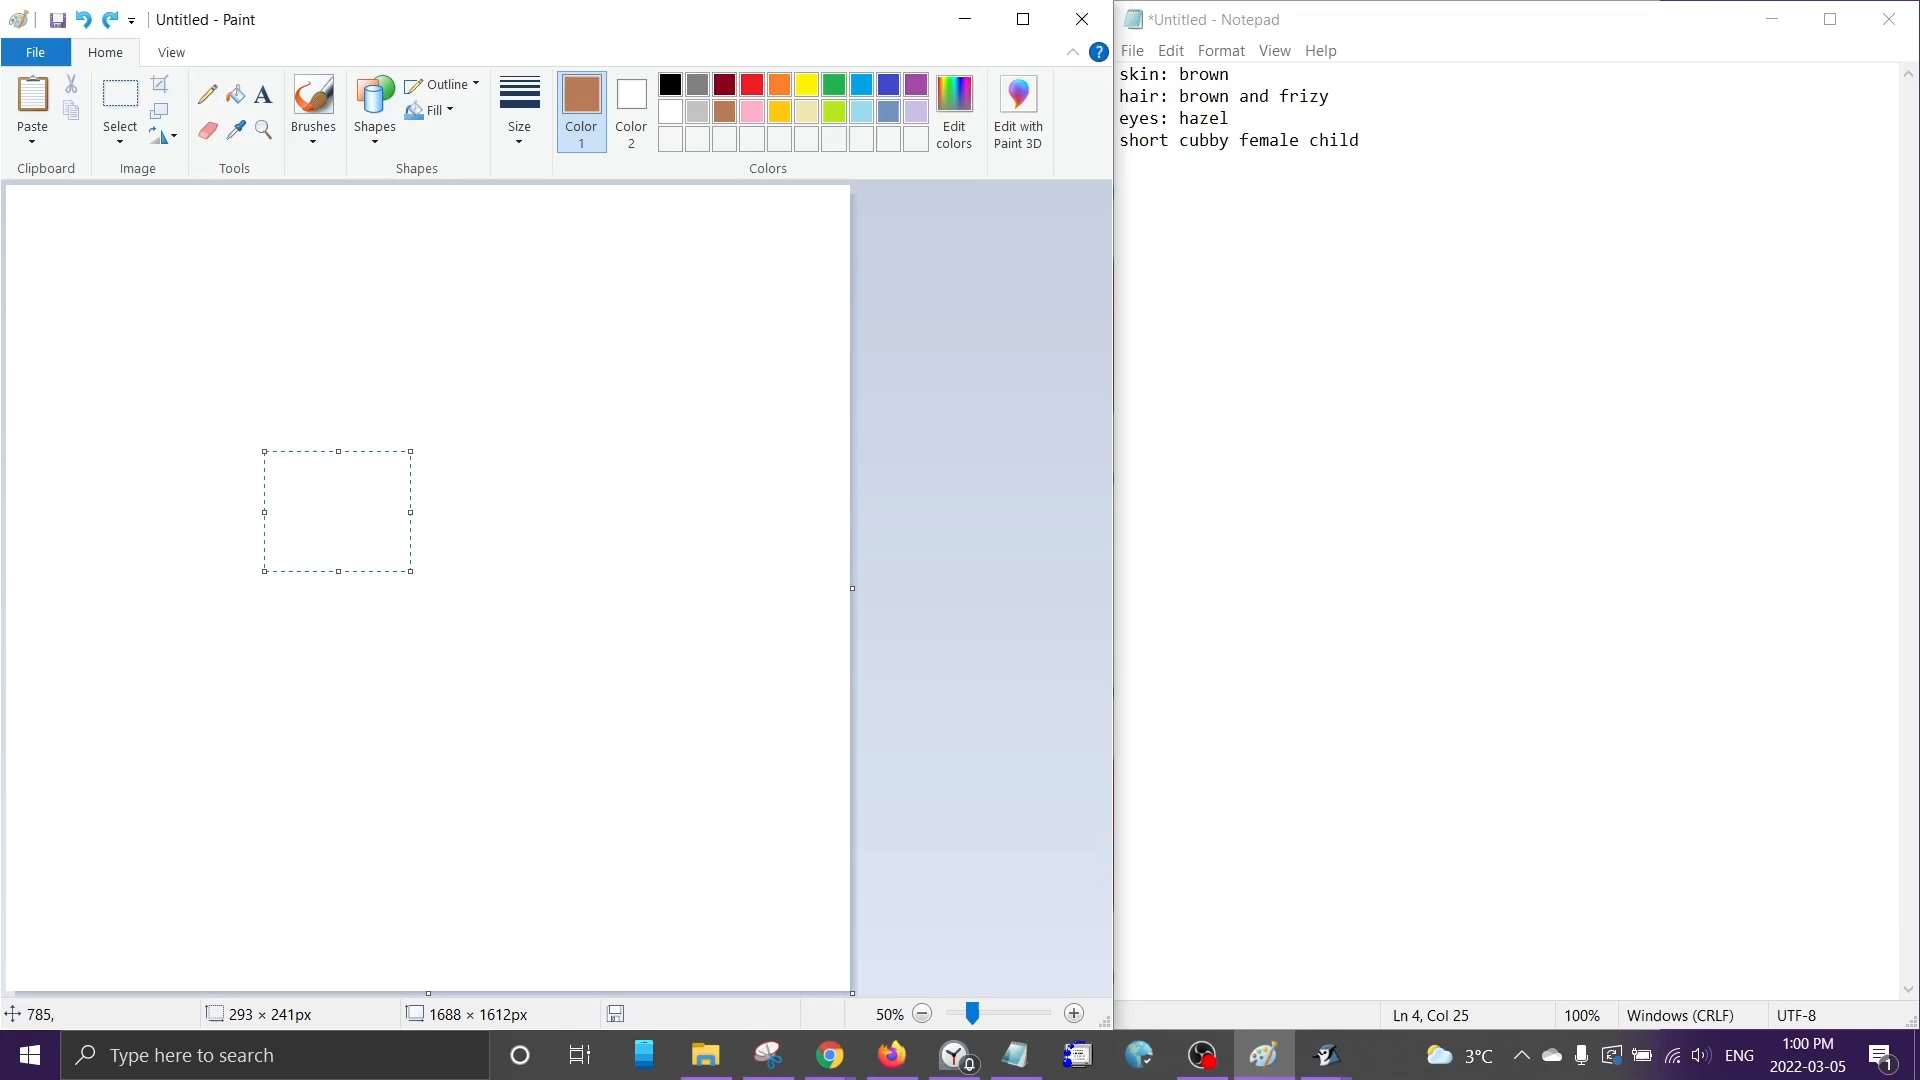 Untitled - Paint
File Home View
Paste
Clipboard
Select
Image
Tools
Brushes
Shapes
Outline
Fill
Shapes
Size
Color 1
Color 2
Edit colors
Colors
Edit with Paint 3D
785,
293 × 241px
1688 × 1612px
50%
*Untitled - Notepad
File Edit Format View Help
skin: brown
hair: brown and frizy
eyes: hazel
short cubby female child
Ln 4, Col 25
100%
Windows (CRLF)
UTF-8
Type here to search
3°C
ENG
1:00 PM
2022-03-05
1